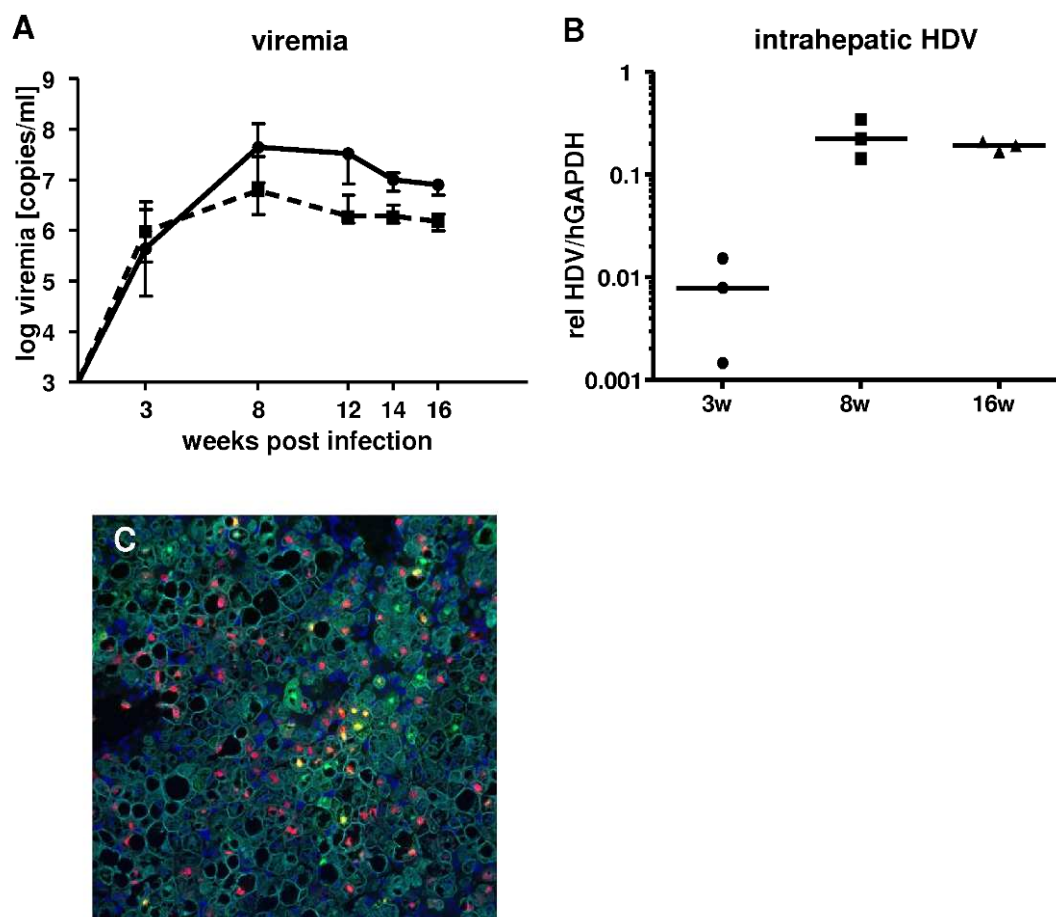 A
viremia
log viremia [copies/ml]
9
8
7
6
5
4
3
3 8 12 14 16
weeks post infection
B
intrahepatic HDV
rel HDV/hGAPDH
1
0.1
0.01
0.001
3w 8w 16w
C